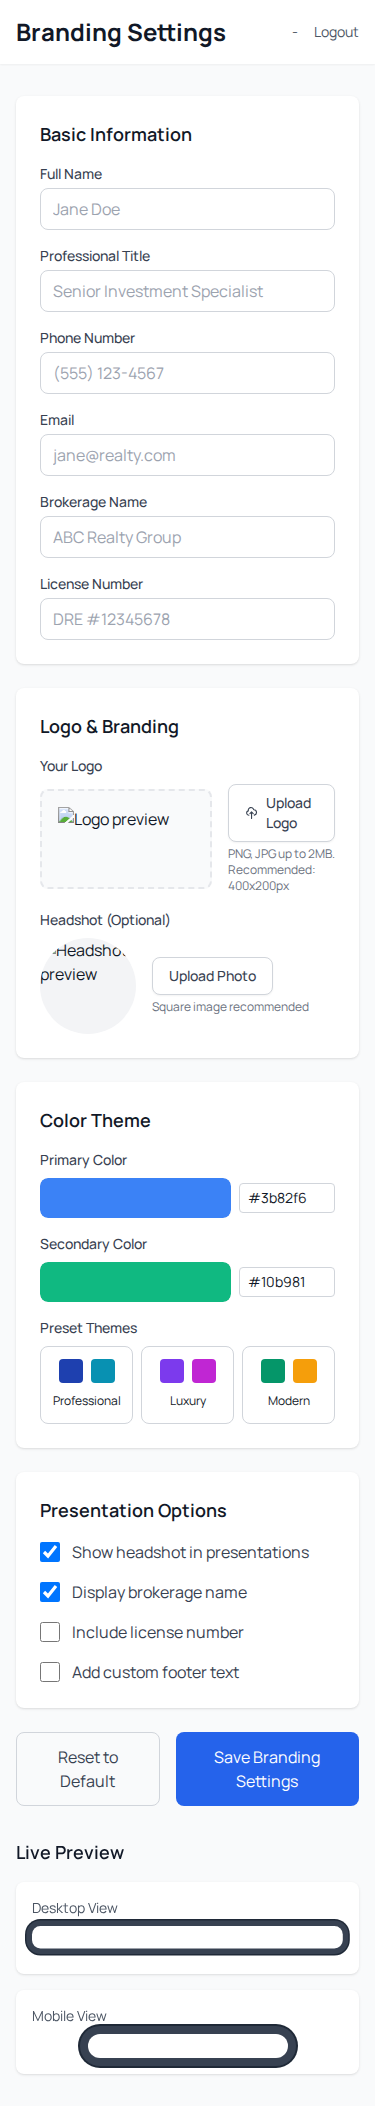 Branding Settings
- Logout
Basic Information
Full Name
Jane Doe
Professional Title
Senior Investment Specialist
Phone Number
(555) 123-4567
Email
jane@realty.com
Brokerage Name
ABC Realty Group
License Number
DRE #12345678
Logo & Branding
Your Logo
Logo preview
Upload
Logo
PNG, JPG up to 2MB.
Recommended:
400x200px
Headshot (Optional)
Headshot
preview
Upload Photo
Square image recommended
Color Theme
Primary Color
#3b82f6
Secondary Color
#10b981
Preset Themes
Professional
Luxury
Modern
Presentation Options
Show headshot in presentations
Display brokerage name
Include license number
Add custom footer text
Reset to
Default
Save Branding
Settings
Live Preview
Desktop View
Mobile View